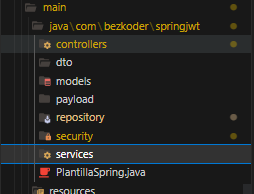 main
java\com\bezkoder\springjwt
controllers
dto
models
payload
repository
security
services
PlantillaSpring.java
resources